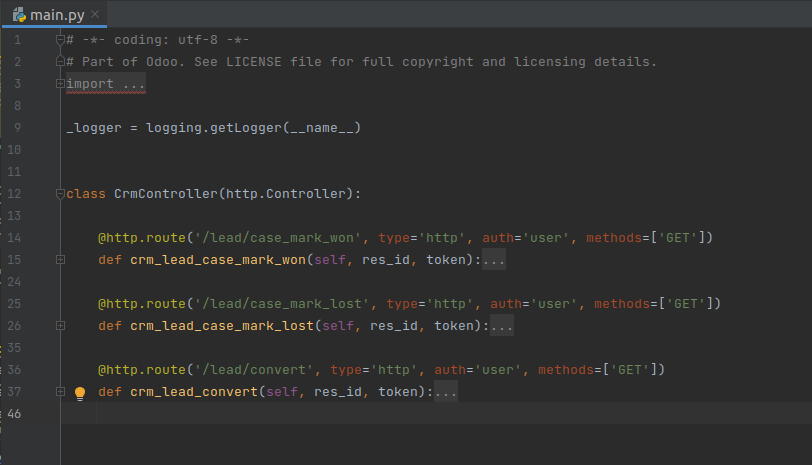 main.py
1 # -*- coding: utf-8 -*-
2 # Part of Odoo. See LICENSE file for full copyright and licensing details.
3 import ...
8
9 _logger = logging.getLogger(__name__)
10
11
12 class CrmController(http.Controller):
13
14 @http.route('/lead/case_mark_won', type='http', auth='user', methods=['GET'])
15 def crm_lead_case_mark_won(self, res_id, token):...
24
25 @http.route('/lead/case_mark_lost', type='http', auth='user', methods=['GET'])
26 def crm_lead_case_mark_lost(self, res_id, token):...
35
36 @http.route('/lead/convert', type='http', auth='user', methods=['GET'])
37 def crm_lead_convert(self, res_id, token):...
46